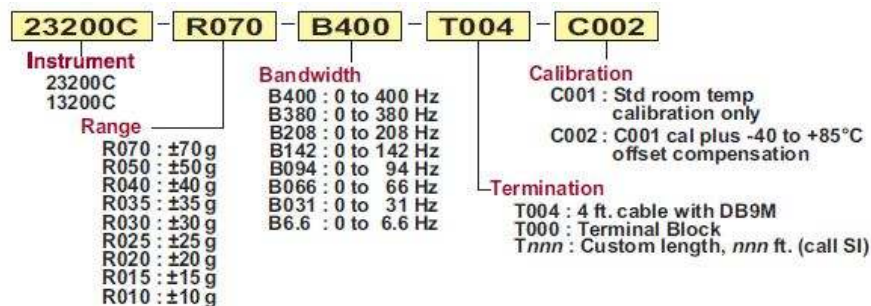 23200C - R070 - B400 - T004 - C002
Instrument
23200C
13200C
Range
R070 : ±70 g
R050 : ±50 g
R040 : ±40 g
R035 : ±35 g
R030 : ±30 g
R025 : ±25 g
R020 : ±20 g
R015 : ±15 g
R010 : ±10 g
Bandwidth
B400 : 0 to 400 Hz
B380 : 0 to 380 Hz
B208 : 0 to 208 Hz
B142 : 0 to 142 Hz
B094 : 0 to 94 Hz
B066 : 0 to 66 Hz
B031 : 0 to 31 Hz
B6.6 : 0 to 6.6 Hz
Calibration
C001 : Std room temp
calibration only
C002 : C001 cal plus -40 to +85°C
offset compensation
Termination
T004 : 4 ft. cable with DB9M
T000 : Terminal Block
Tnnn : Custom length, nnn ft. (call SI)